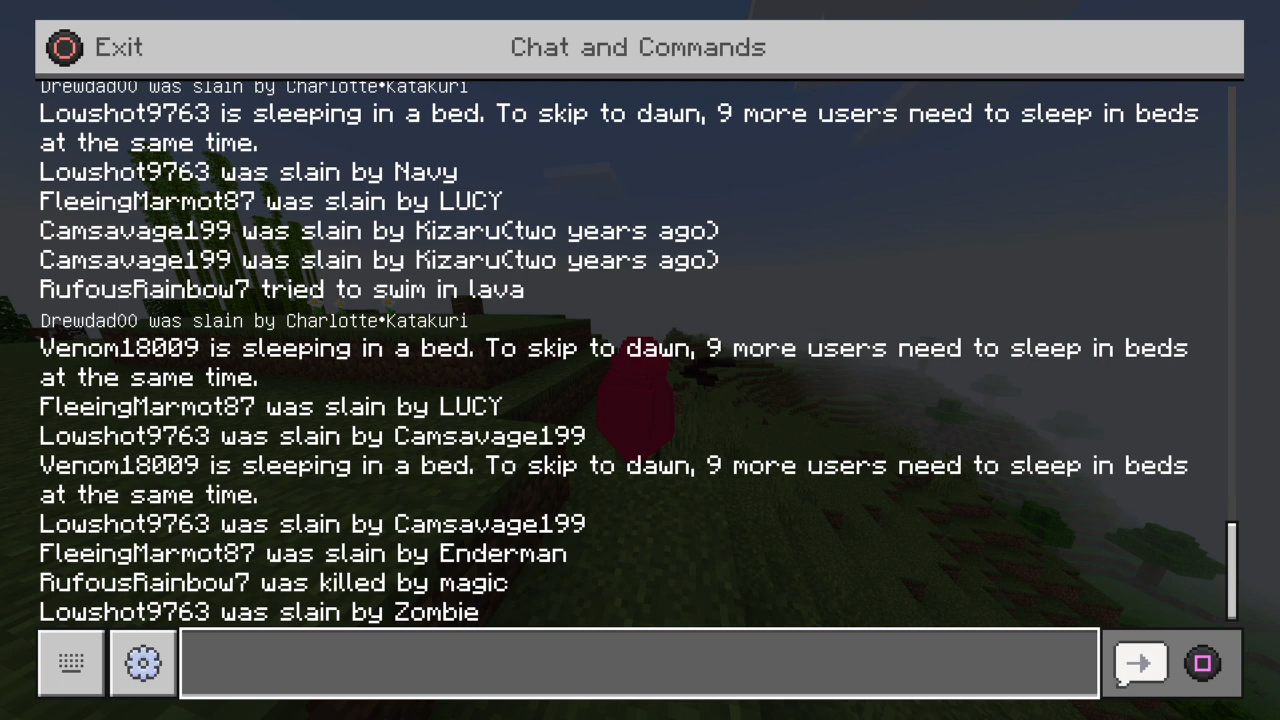 Exit
Chat and Commands
Drewdad00 was slain by Charlotte•Katakuri
Lowshot9763 is sleeping in a bed. To skip to dawn, 9 more users need to sleep in beds
at the same time.
Lowshot9763 was slain by Navy
FleeingMarmot87 was slain by LUCY
Camsavage199 was slain by Kizaru(two years ago)
Camsavage199 was slain by Kizaru(two years ago)
RufousRainbow7 tried to swim in lava
Drewdad00 was slain by Charlotte•Katakuri
Venom18009 is sleeping in a bed. To skip to dawn, 9 more users need to sleep in beds
at the same time.
FleeingMarmot87 was slain by LUCY
Lowshot9763 was slain by Camsavage199
Venom18009 is sleeping in a bed. To skip to dawn, 9 more users need to sleep in beds
at the same time.
Lowshot9763 was slain by Camsavage199
FleeingMarmot87 was slain by Enderman
RufousRainbow7 was killed by magic
Lowshot9763 was slain by Zombie